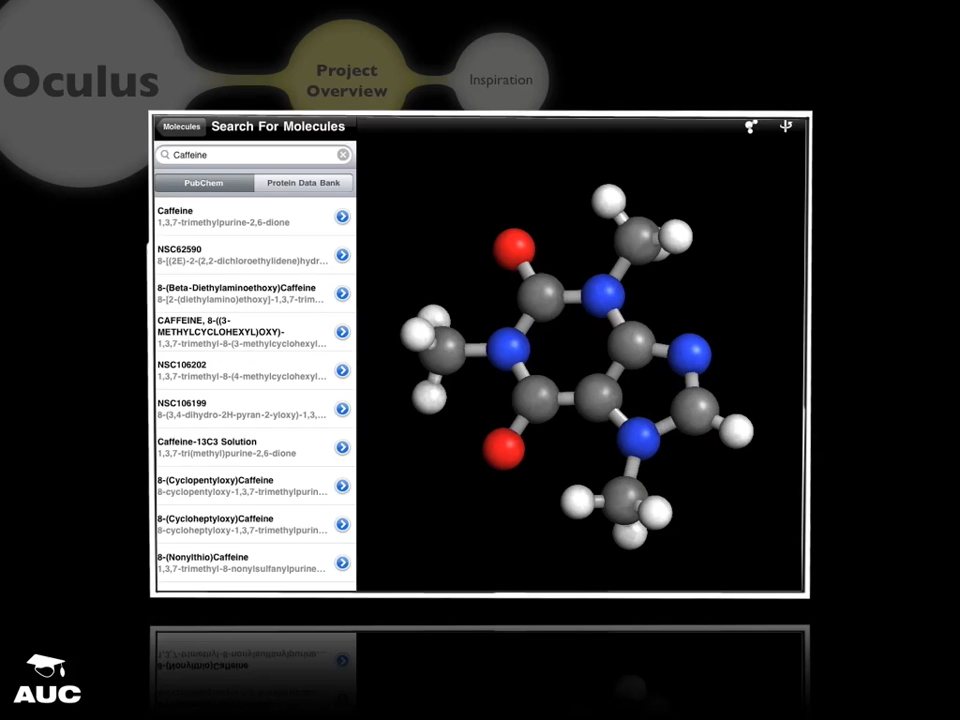 Oculus
Project
Overview
Inspiration
Molecules
Search For Molecules
Caffeine
PubChem
Protein Data Bank
Caffeine
1,3,7-trimethylpurine-2,6-dione
NSC62590
8-[(2E)-2-(2,2-dichloroethylidene)hydr...
8-(Beta-Diethylaminoethoxy)Caffeine
8-[2-(diethylamino)ethoxy]-1,3,7-trim...
CAFFEINE, 8-((3-
METHYLCYCLOHEXYL)OXY)-
1,3,7-trimethyl-8-(3-methylcyclohexyl...
NSC106202
1,3,7-trimethyl-8-(4-methylcyclohexyl...
NSC106199
8-(3,4-dihydro-2H-pyran-2-yloxy)-1,3,...
Caffeine-13C3 Solution
1,3,7-tri(methyl)purine-2,6-dione
8-(Cyclopentyloxy)Caffeine
8-cyclopentyloxy-1,3,7-trimethylpurin...
8-(Cycloheptyloxy)Caffeine
8-cycloheptyloxy-1,3,7-trimethylpurin...
8-(Nonylthio)Caffeine
1,3,7-trimethyl-8-nonylsulfanylpurine...
AUC